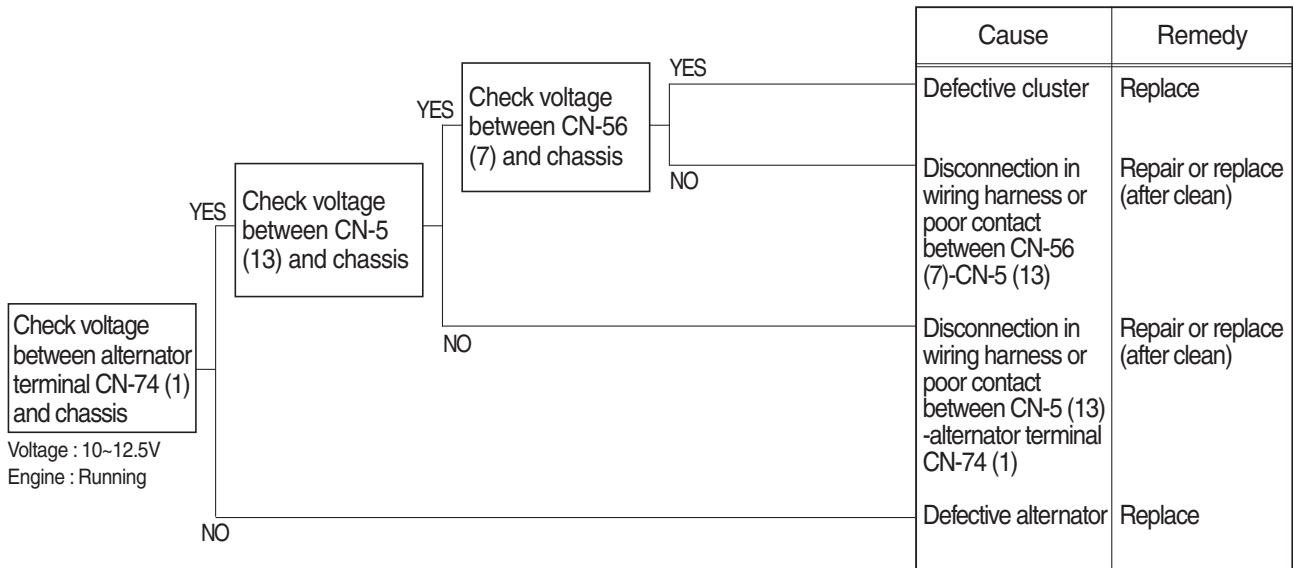 Cause
Remedy
YES
Check voltage
between CN-56
(7) and chassis
YES
NO
Defective cluster
Replace
Disconnection in
wiring harness or
poor contact
between CN-56
(7)-CN-5 (13)
Repair or replace
(after clean)
YES
Check voltage
between CN-5
(13) and chassis
NO
Disconnection in
wiring harness or
poor contact
between CN-5 (13)
-alternator terminal
CN-74 (1)
Repair or replace
(after clean)
Check voltage
between alternator
terminal CN-74 (1)
and chassis
Voltage : 10~12.5V
Engine : Running
NO
Defective alternator
Replace